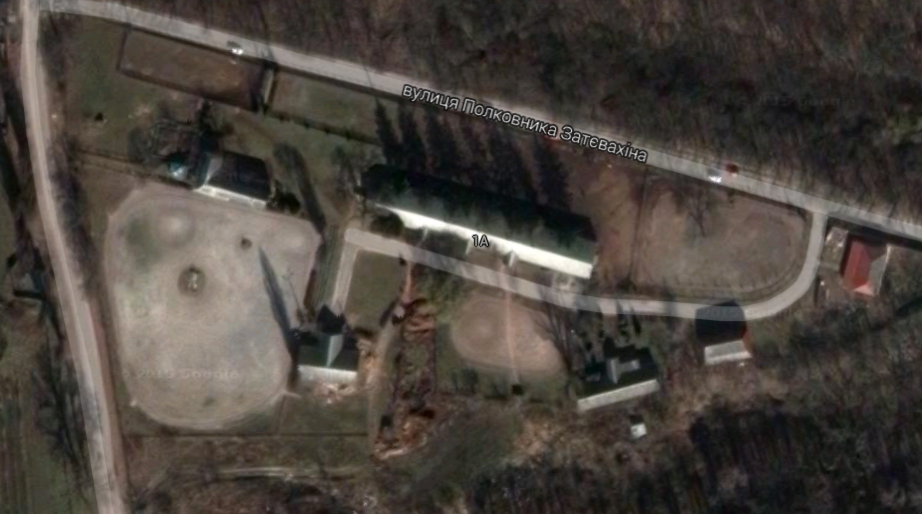 вулиця Полковника Затєвахіна
1А